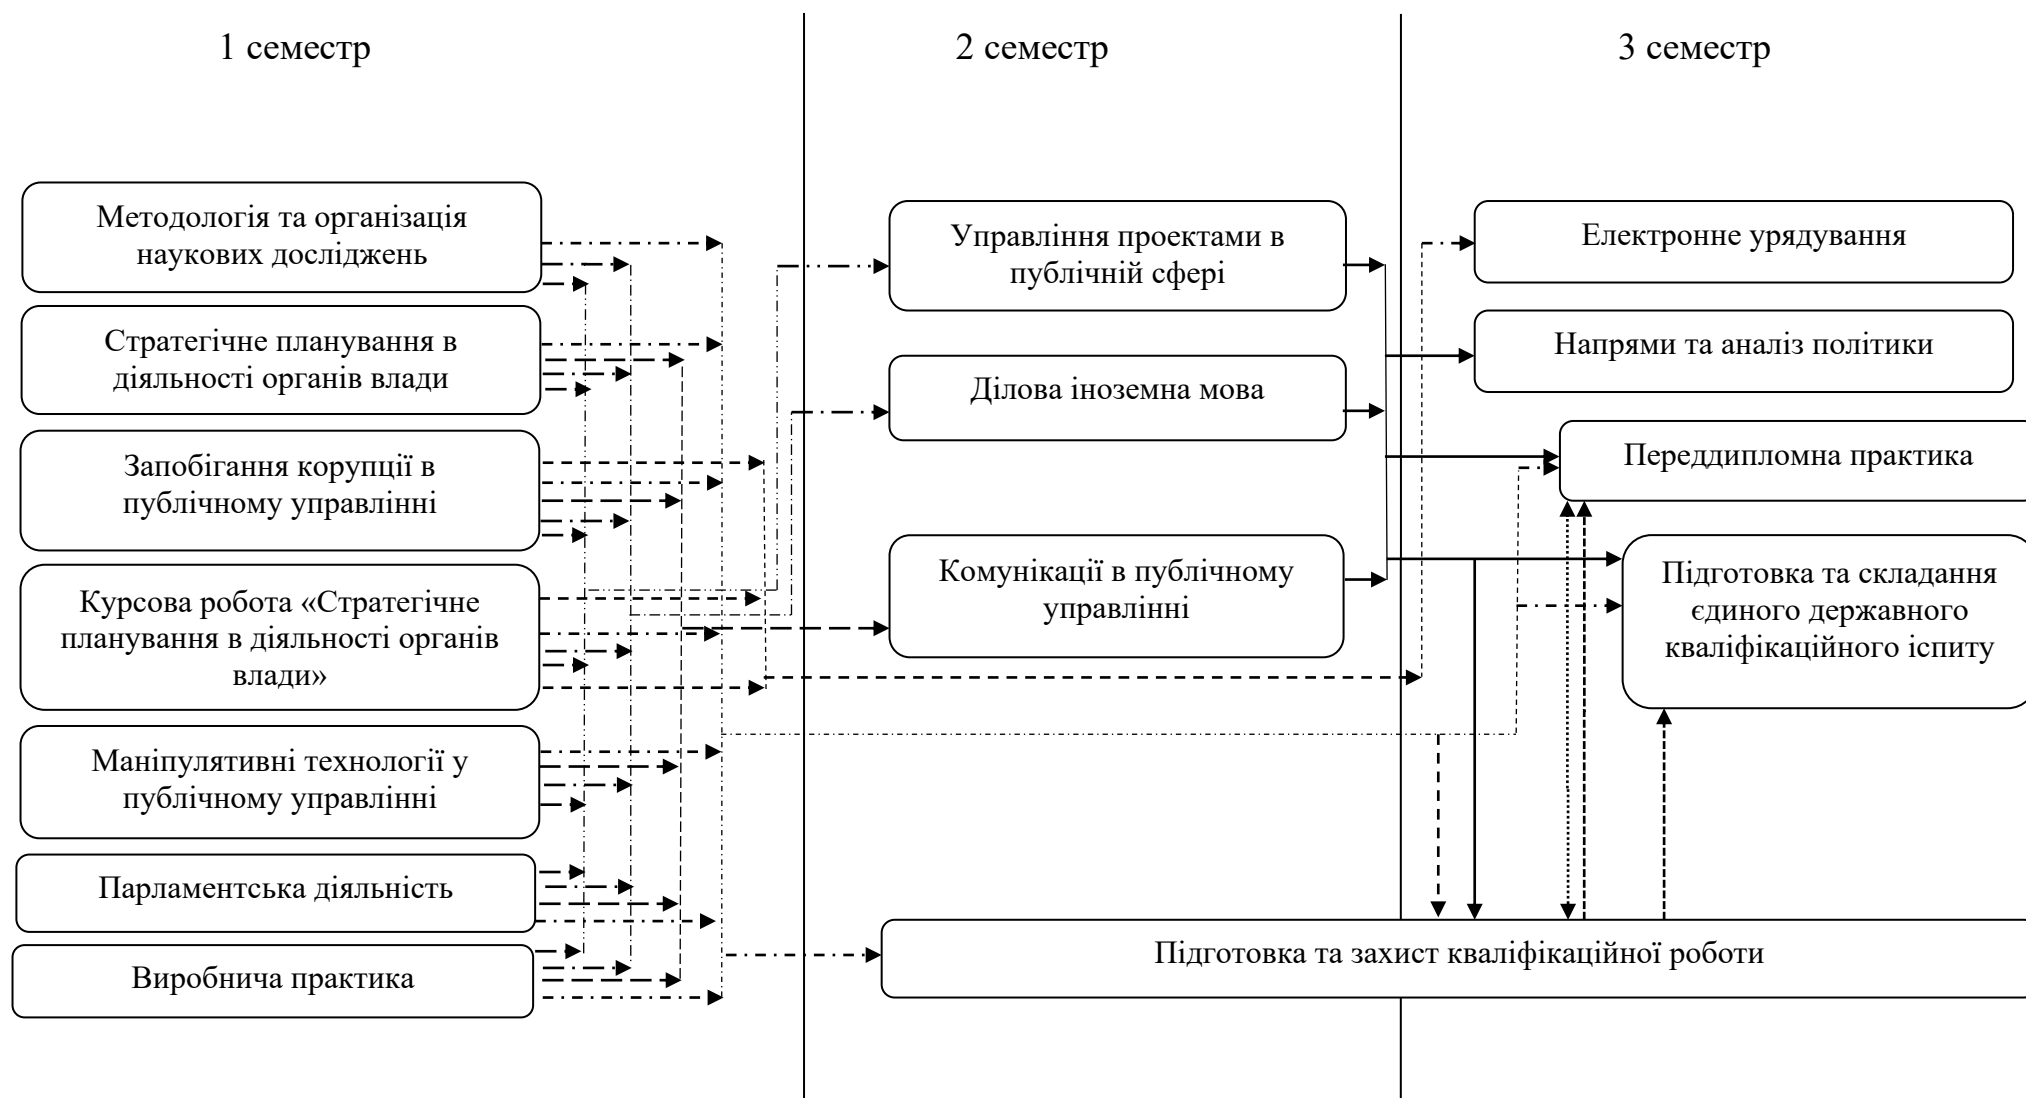 1 семестр
2 семестр
3 семестр
Методологія та організація
наукових досліджень
Стратегічне планування в
діяльності органів влади
Запобігання корупції в
публічному управлінні
Курсова робота «Стратегічне
планування в діяльності органів
влади»
Маніпулятивні технології у
публічному управлінні
Парламентська діяльність
Виробнича практика
Управління проектами в
публічній сфері
Ділова іноземна мова
Комунікації в публічному
управлінні
Електронне урядування
Напрями та аналіз політики
Переддипломна практика
Підготовка та складання
єдиного державного
кваліфікаційного іспиту
Підготовка та захист кваліфікаційної роботи